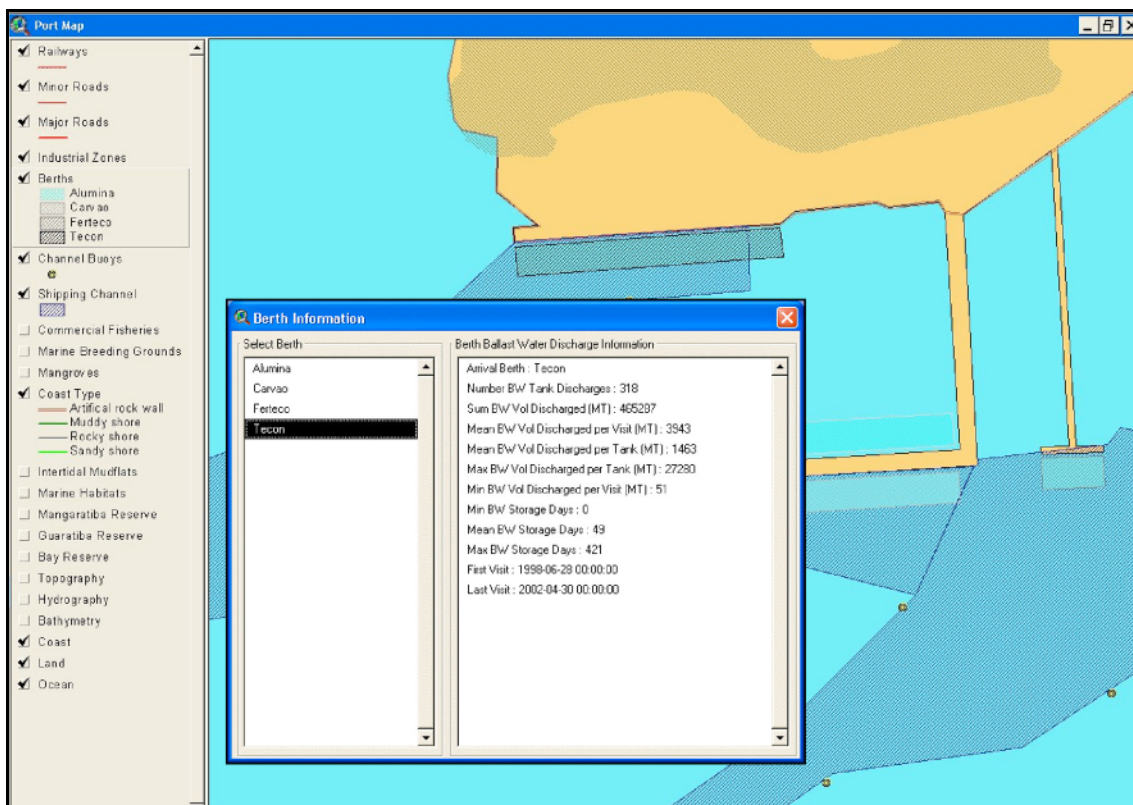 Port Map
Railways
Minor Roads
Major Roads
Industrial Zones
Berths
Alumina
Carvao
Ferteco
Tecon
Channel Buoys
Shipping Channel
Commercial Fisheries
Marine Breeding Grounds
Mangroves
Coast Type
Artifical rock wall
Muddy shore
Rocky shore
Sandy shore
Intertidal Mudflats
Marine Habitats
Mangaratiba Reserve
Guaratiba Reserve
Bay Reserve
Topography
Hydrography
Bathymetry
Coast
Land
Ocean
Berth Information
Select Berth
Alumina
Carvao
Ferteco
Tecon
Berth Ballast Water Discharge Information
Arrival Berth : Tecon
Number BW Tank Discharges : 318
Sum BW Vol Discharged (MT) : 465287
Mean BW Vol Discharged per Visit (MT) : 3943
Mean BW Vol Discharged per Tank (MT) : 1463
Max BW Vol Discharged per Tank (MT) : 27280
Min BW Vol Discharged per Visit (MT) : 51
Min BW Storage Days : 0
Mean BW Storage Days : 49
Max BW Storage Days : 421
First Visit : 1998-06-28 00:00:00
Last Visit : 2002-04-30 00:00:00